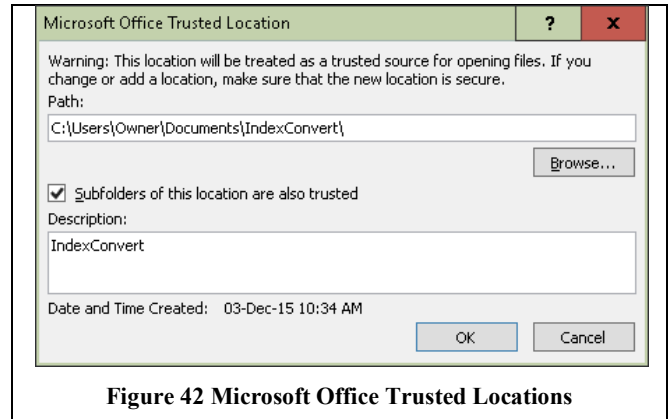 Microsoft Office Trusted Location ? x
Warning: This location will be treated as a trusted source for opening files. If you
change or add a location, make sure that the new location is secure.
Path:
C:\Users\Owner\Documents\IndexConvert\
Browse...
Subfolders of this location are also trusted
Description:
IndexConvert
Date and Time Created: 03-Dec-15 10:34 AM
OK Cancel
Figure 42 Microsoft Office Trusted Locations